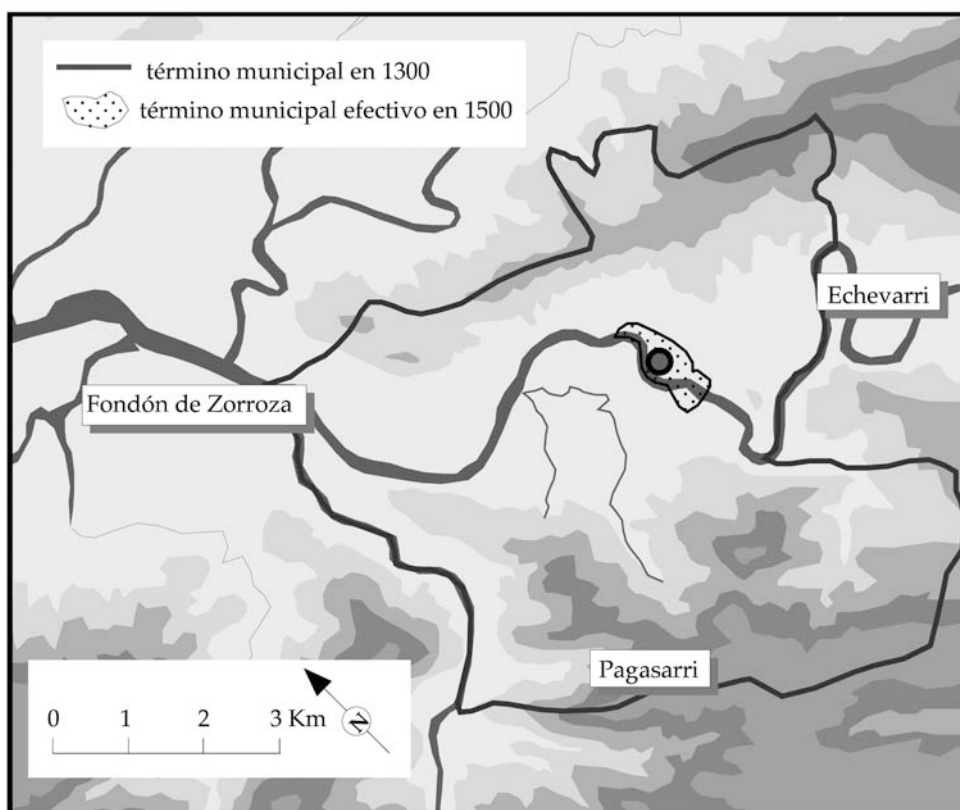 término municipal en 1300
término municipal efectivo en 1500
Echevarri
Fondón de Zorroza
Pagasarri
0 1 2 3 Km
N